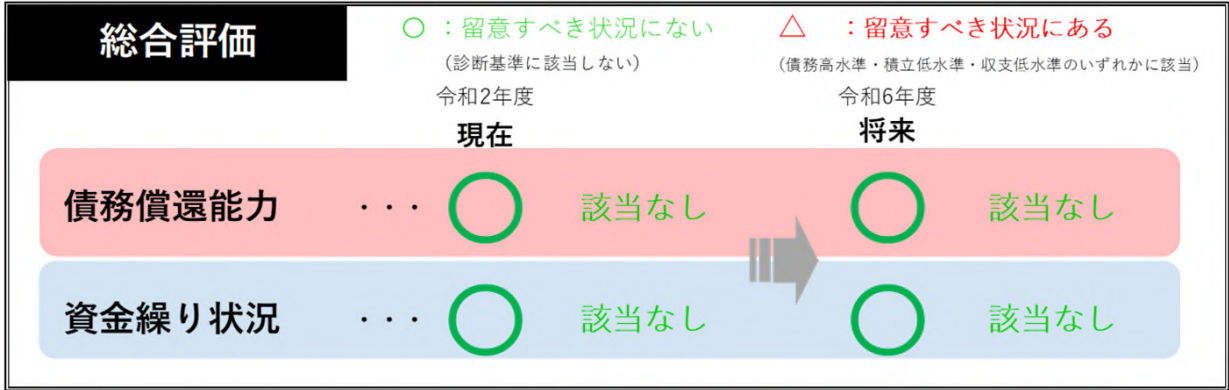 総合評価
○ ：留意すべき状況にない
（診断基準に該当しない）
△ ：留意すべき状況にある
（債務高水準・積立低水準・収支低水準のいずれかに該当）
令和2年度
現在
令和6年度
将来
債務償還能力 ・・・ ○ 該当なし ○ 該当なし
資金繰り状況 ・・・ ○ 該当なし ○ 該当なし